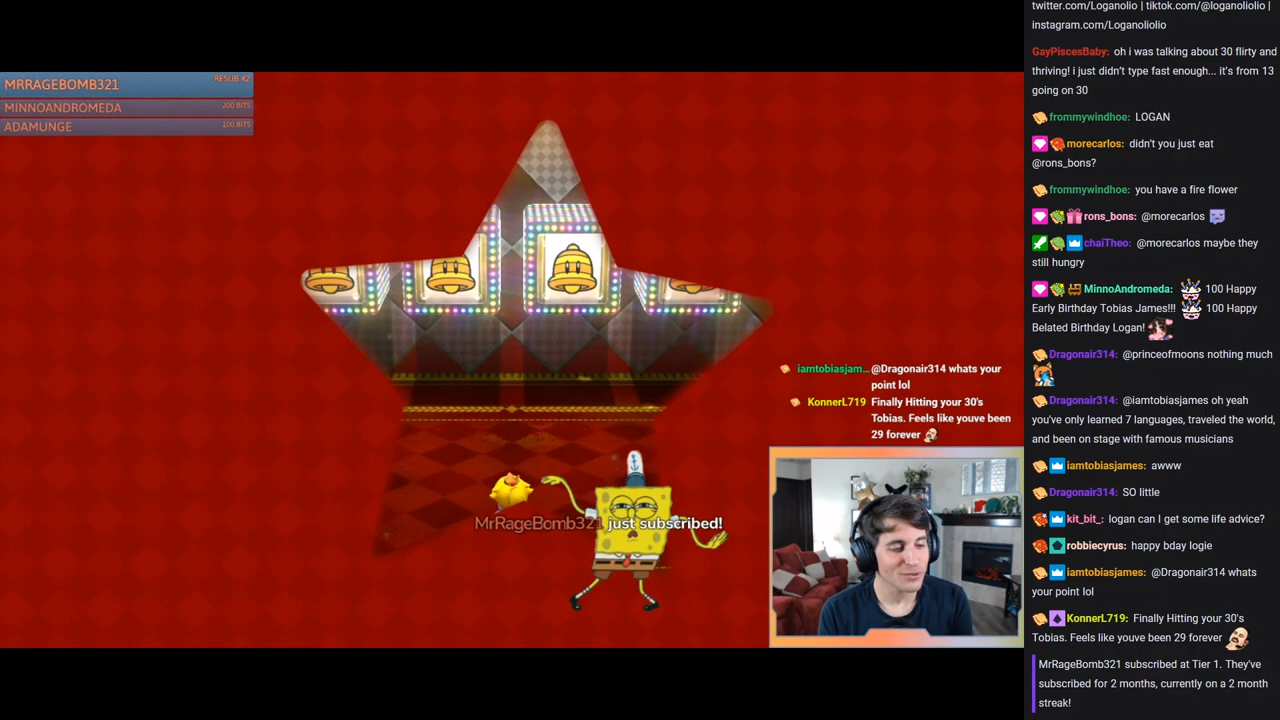 MRRAGEBOMB321 RESUB X2
MINNOANDROMEDA 200 BITS
ADAMUNGE 100 BITS
iamtobiasjam... @Dragonair314 whats your
point lol
KonnerL719 Finally Hitting your 30's
Tobias. Feels like youve been
29 forever
MrRageBomb321 just subscribed!
twitter.com/Loganolio | tiktok.com/@loganoliolio |
instagram.com/Loganoliolio
GayPiscesBaby: oh i was talking about 30 flirty and
thriving! i just didn't type fast enough... it's from 13
going on 30
frommywindhoe: LOGAN
morecarlos: didn't you just eat
@rons_bons?
frommywindhoe: you have a fire flower
rons_bons: @morecarlos
chaiTheo: @morecarlos maybe they
still hungry
MinnoAndromeda: 100 Happy
Early Birthday Tobias James!!! 100 Happy
Belated Birthday Logan!
Dragonair314: @princeofmoons nothing much
Dragonair314: @iamtobiasjames oh yeah
you've only learned 7 languages, traveled the world,
and been on stage with famous musicians
iamtobiasjames: awww
Dragonair314: SO little
kit_bit_: logan can I get some life advice?
robbiecyrus: happy bday logie
iamtobiasjames: @Dragonair314 whats
your point lol
KonnerL719: Finally Hitting your 30's
Tobias. Feels like youve been 29 forever
MrRageBomb321 subscribed at Tier 1. They've
subscribed for 2 months, currently on a 2 month
streak!